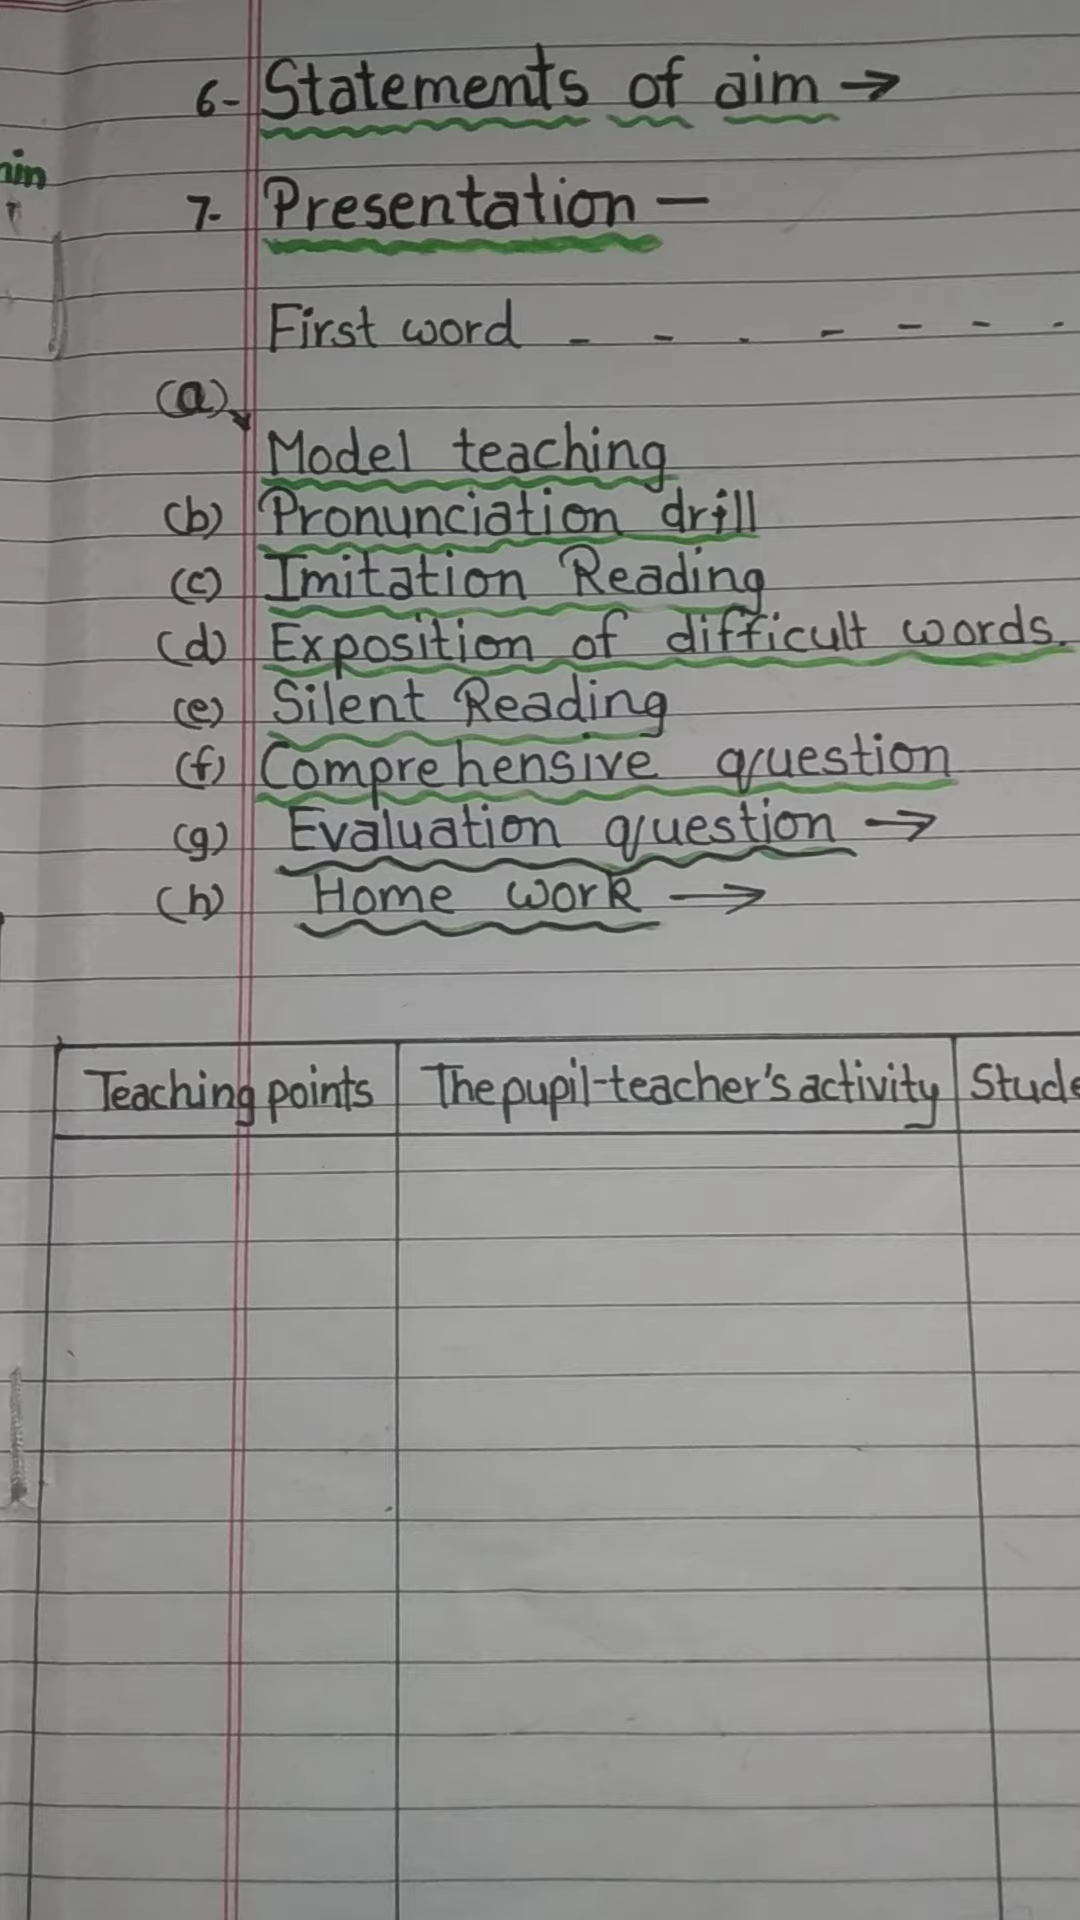 6- Statements of aim →
7- Presentation —
First word - - - - - - -
(a)
Model teaching
(b) Pronunciation drill
(c) Imitation Reading
(d) Exposition of difficult words.
(e) Silent Reading
(f) Comprehensive question
(g) Evaluation question →
(h) Home work →
Teaching points | The pupil-teacher's activity | Stude